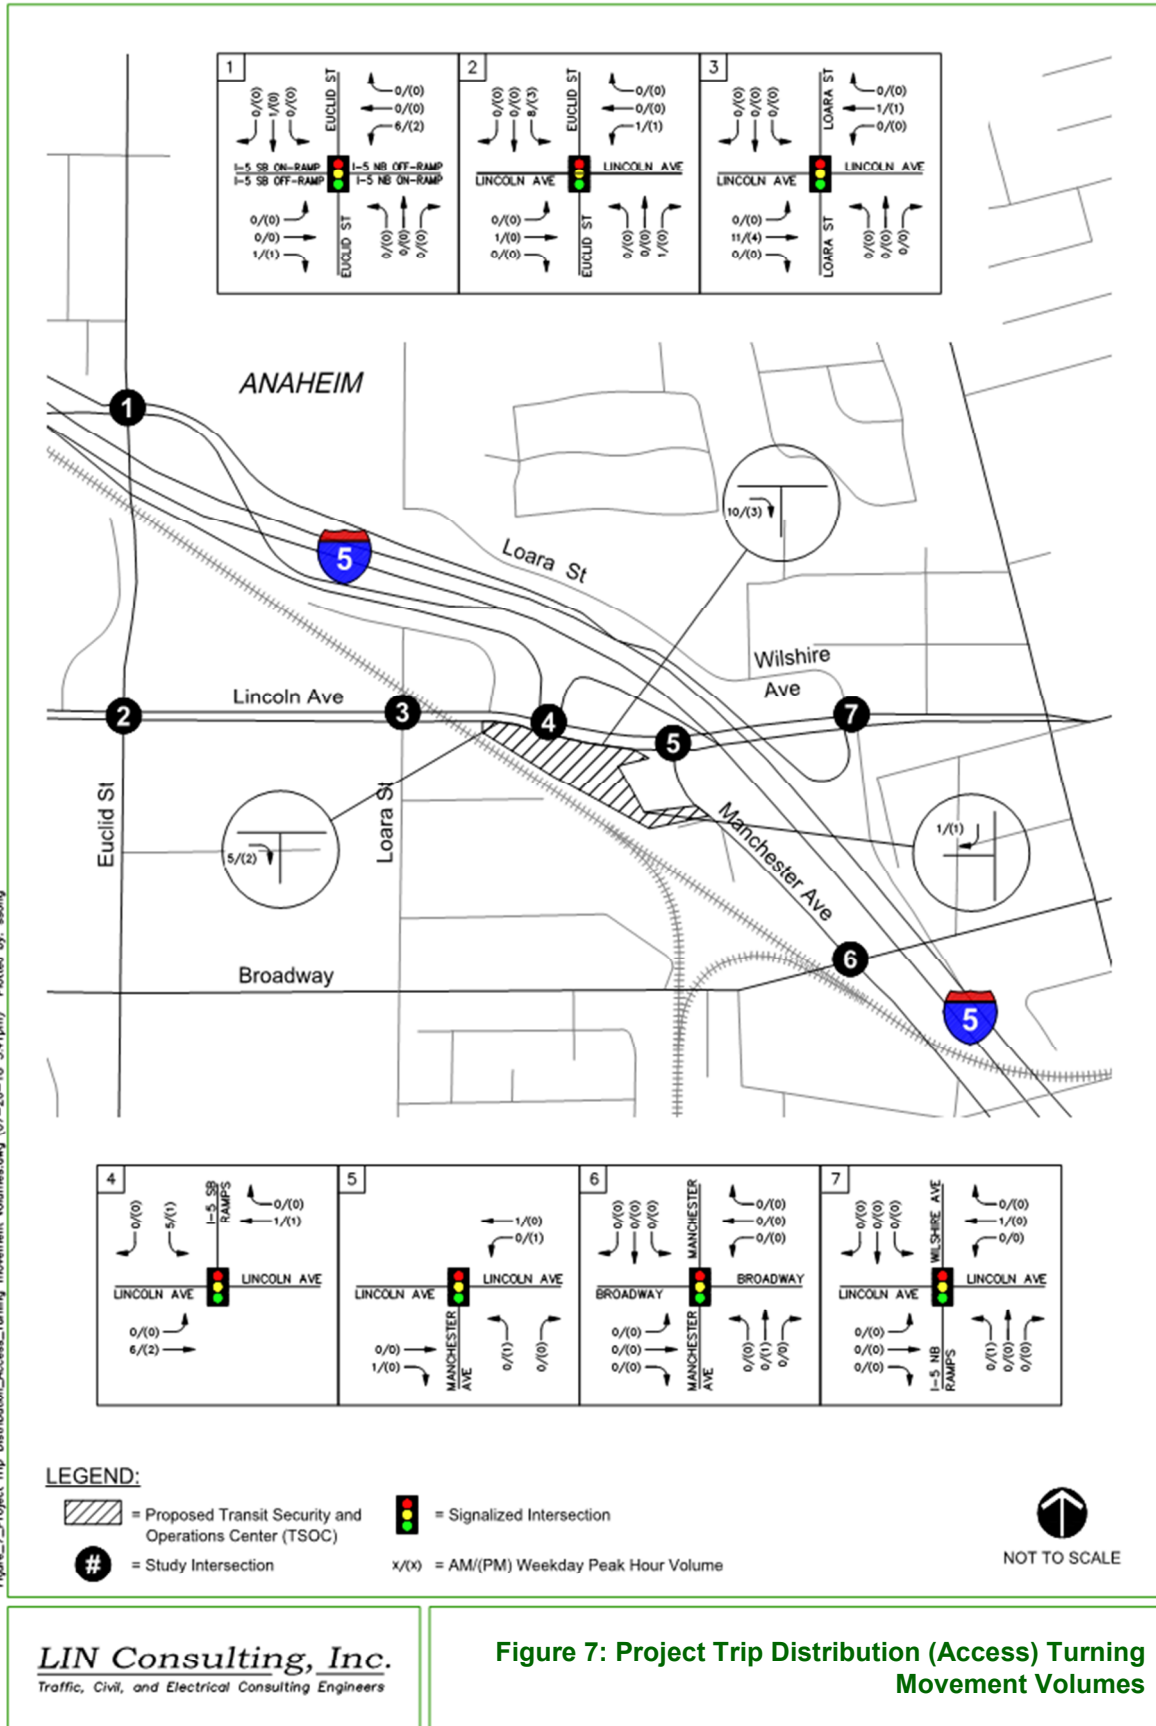 1
EUCLID ST
0/(0)
1/(0)
0/(0)
0/(0)
0/(0)
6/(2)
I-5 SB ON-RAMP
I-5 SB OFF-RAMP
I-5 NB OFF-RAMP
I-5 NB ON-RAMP
0/(0)
0/(0)
1/(1)
EUCLID ST
0/(0)
0/(0)
0/(0)
2
EUCLID ST
0/(0)
0/(0)
8/(3)
0/(0)
0/(0)
1/(1)
LINCOLN AVE
LINCOLN AVE
0/(0)
1/(0)
0/(0)
EUCLID ST
0/(0)
0/(0)
1/(0)
3
LOARA ST
0/(0)
0/(0)
0/(0)
0/(0)
1/(1)
0/(0)
LINCOLN AVE
LINCOLN AVE
0/(0)
11/(4)
0/(0)
LOARA ST
0/(0)
0/(0)
0/(0)
ANAHEIM
1
5
Loara St
10/(3)
Wilshire
Ave
Lincoln Ave
2
3
4
5
7
Euclid St
Loara St
5/(2)
Manchester Ave
1/(1)
6
Broadway
5
4
0/(0)
5/(1)
I-5 SB
RAMPS
0/(0)
1/(1)
LINCOLN AVE
LINCOLN AVE
0/(0)
6/(2)
5
1/(0)
0/(1)
LINCOLN AVE
LINCOLN AVE
0/(0)
1/(0)
MANCHESTER
AVE
0/(1)
0/(0)
6
0/(0)
0/(0)
0/(0)
MANCHESTER
0/(0)
0/(0)
0/(0)
BROADWAY
BROADWAY
0/(0)
0/(0)
0/(0)
MANCHESTER
AVE
0/(0)
0/(1)
0/(0)
7
0/(0)
0/(0)
0/(0)
WILSHIRE AVE
0/(0)
1/(0)
0/(0)
LINCOLN AVE
LINCOLN AVE
0/(0)
0/(0)
0/(0)
I-5 NB
RAMPS
0/(1)
0/(0)
0/(0)
LEGEND:
= Proposed Transit Security and
Operations Center (TSOC)
= Signalized Intersection
# = Study Intersection
x/(x) = AM/(PM) Weekday Peak Hour Volume
NOT TO SCALE
LIN Consulting, Inc.
Traffic, Civil, and Electrical Consulting Engineers
Figure 7: Project Trip Distribution (Access) Turning
Movement Volumes